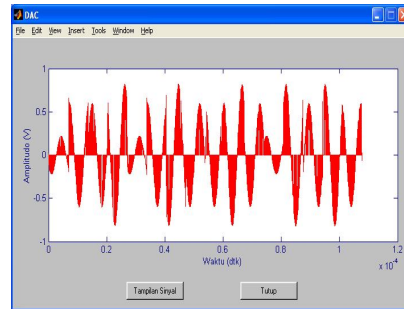 DAC
File Edit View Insert Tools Window Help
1
0.5
0
-0.5
-1
Amplitudo (V)
0 0.2 0.4 0.6 0.8 1 1.2
Waktu (dtk)
x 10⁻⁴
Tampilan Sinyal Tutup